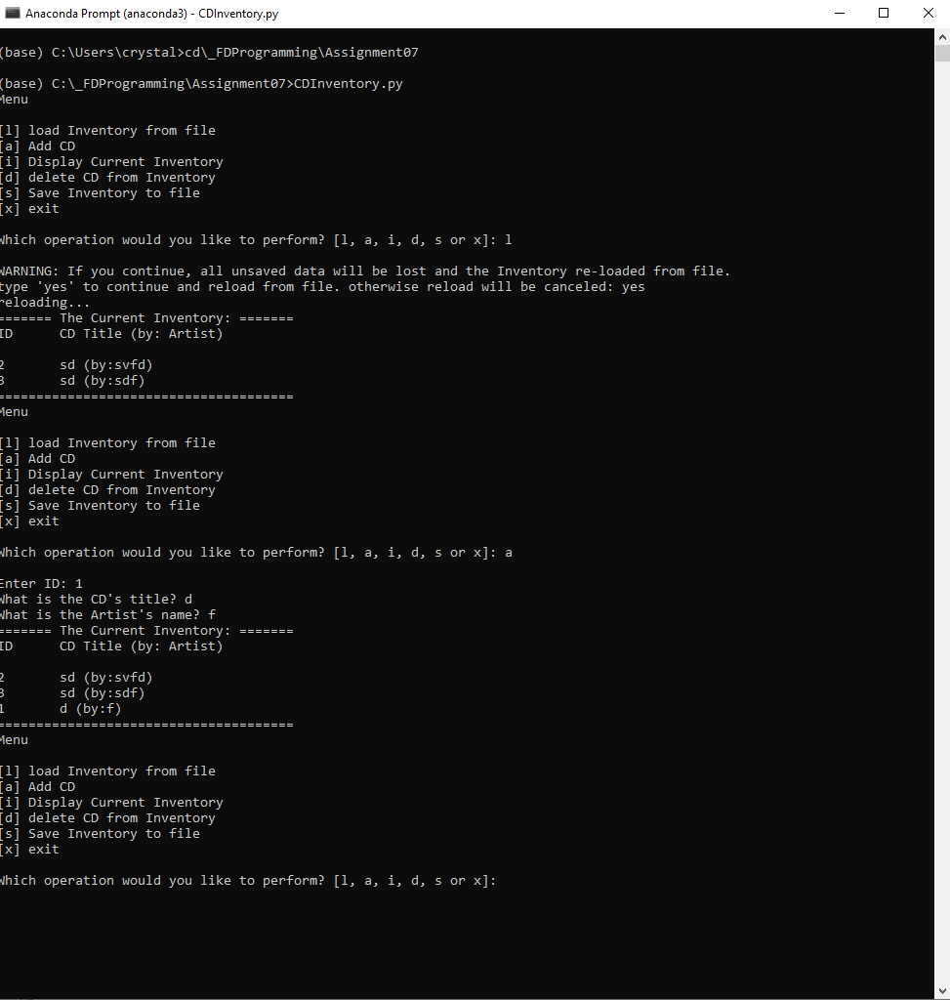 Anaconda Prompt (anaconda3) - CDInventory.py
(base) C:\Users\crystal>cd\_FDProgramming\Assignment07
(base) C:\_FDProgramming\Assignment07>CDInventory.py
Menu
[l] load Inventory from file
[a] Add CD
[i] Display Current Inventory
[d] delete CD from Inventory
[s] Save Inventory to file
[x] exit
Which operation would you like to perform? [l, a, i, d, s or x]: l
WARNING: If you continue, all unsaved data will be lost and the Inventory re-loaded from file.
type 'yes' to continue and reload from file. otherwise reload will be canceled: yes
reloading...
======= The Current Inventory: =======
ID      CD Title (by: Artist)
2       sd (by:svfd)
3       sd (by:sdf)
======================================
Menu
[l] load Inventory from file
[a] Add CD
[i] Display Current Inventory
[d] delete CD from Inventory
[s] Save Inventory to file
[x] exit
Which operation would you like to perform? [l, a, i, d, s or x]: a
Enter ID: 1
What is the CD's title? d
What is the Artist's name? f
======= The Current Inventory: =======
ID      CD Title (by: Artist)
2       sd (by:svfd)
3       sd (by:sdf)
1       d (by:f)
======================================
Menu
[l] load Inventory from file
[a] Add CD
[i] Display Current Inventory
[d] delete CD from Inventory
[s] Save Inventory to file
[x] exit
Which operation would you like to perform? [l, a, i, d, s or x]: